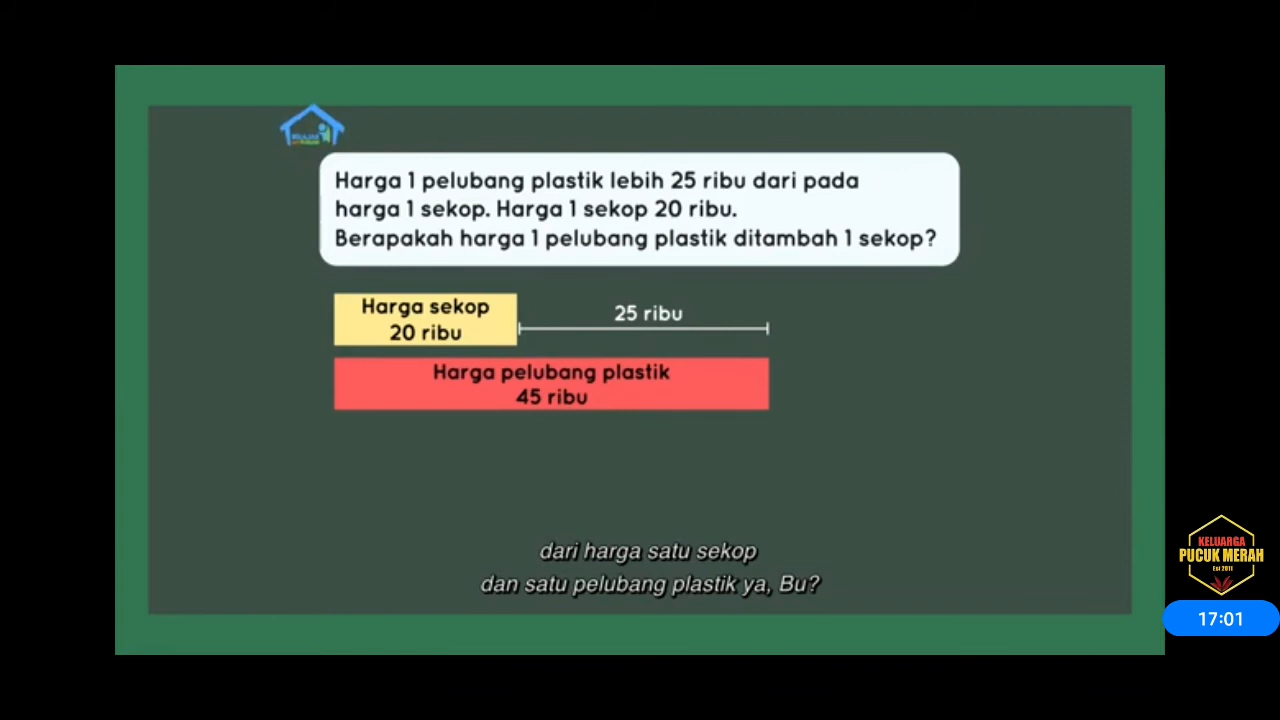 Harga 1 pelubang plastik lebih 25 ribu dari pada
harga 1 sekop. Harga 1 sekop 20 ribu.
Berapakah harga 1 pelubang plastik ditambah 1 sekop?
Harga sekop
20 ribu
25 ribu
Harga pelubang plastik
45 ribu
dari harga satu sekop
dan satu pelubang plastik ya, Bu?
KELUARGA
PUCUK MERAH
Est 2011
17:01